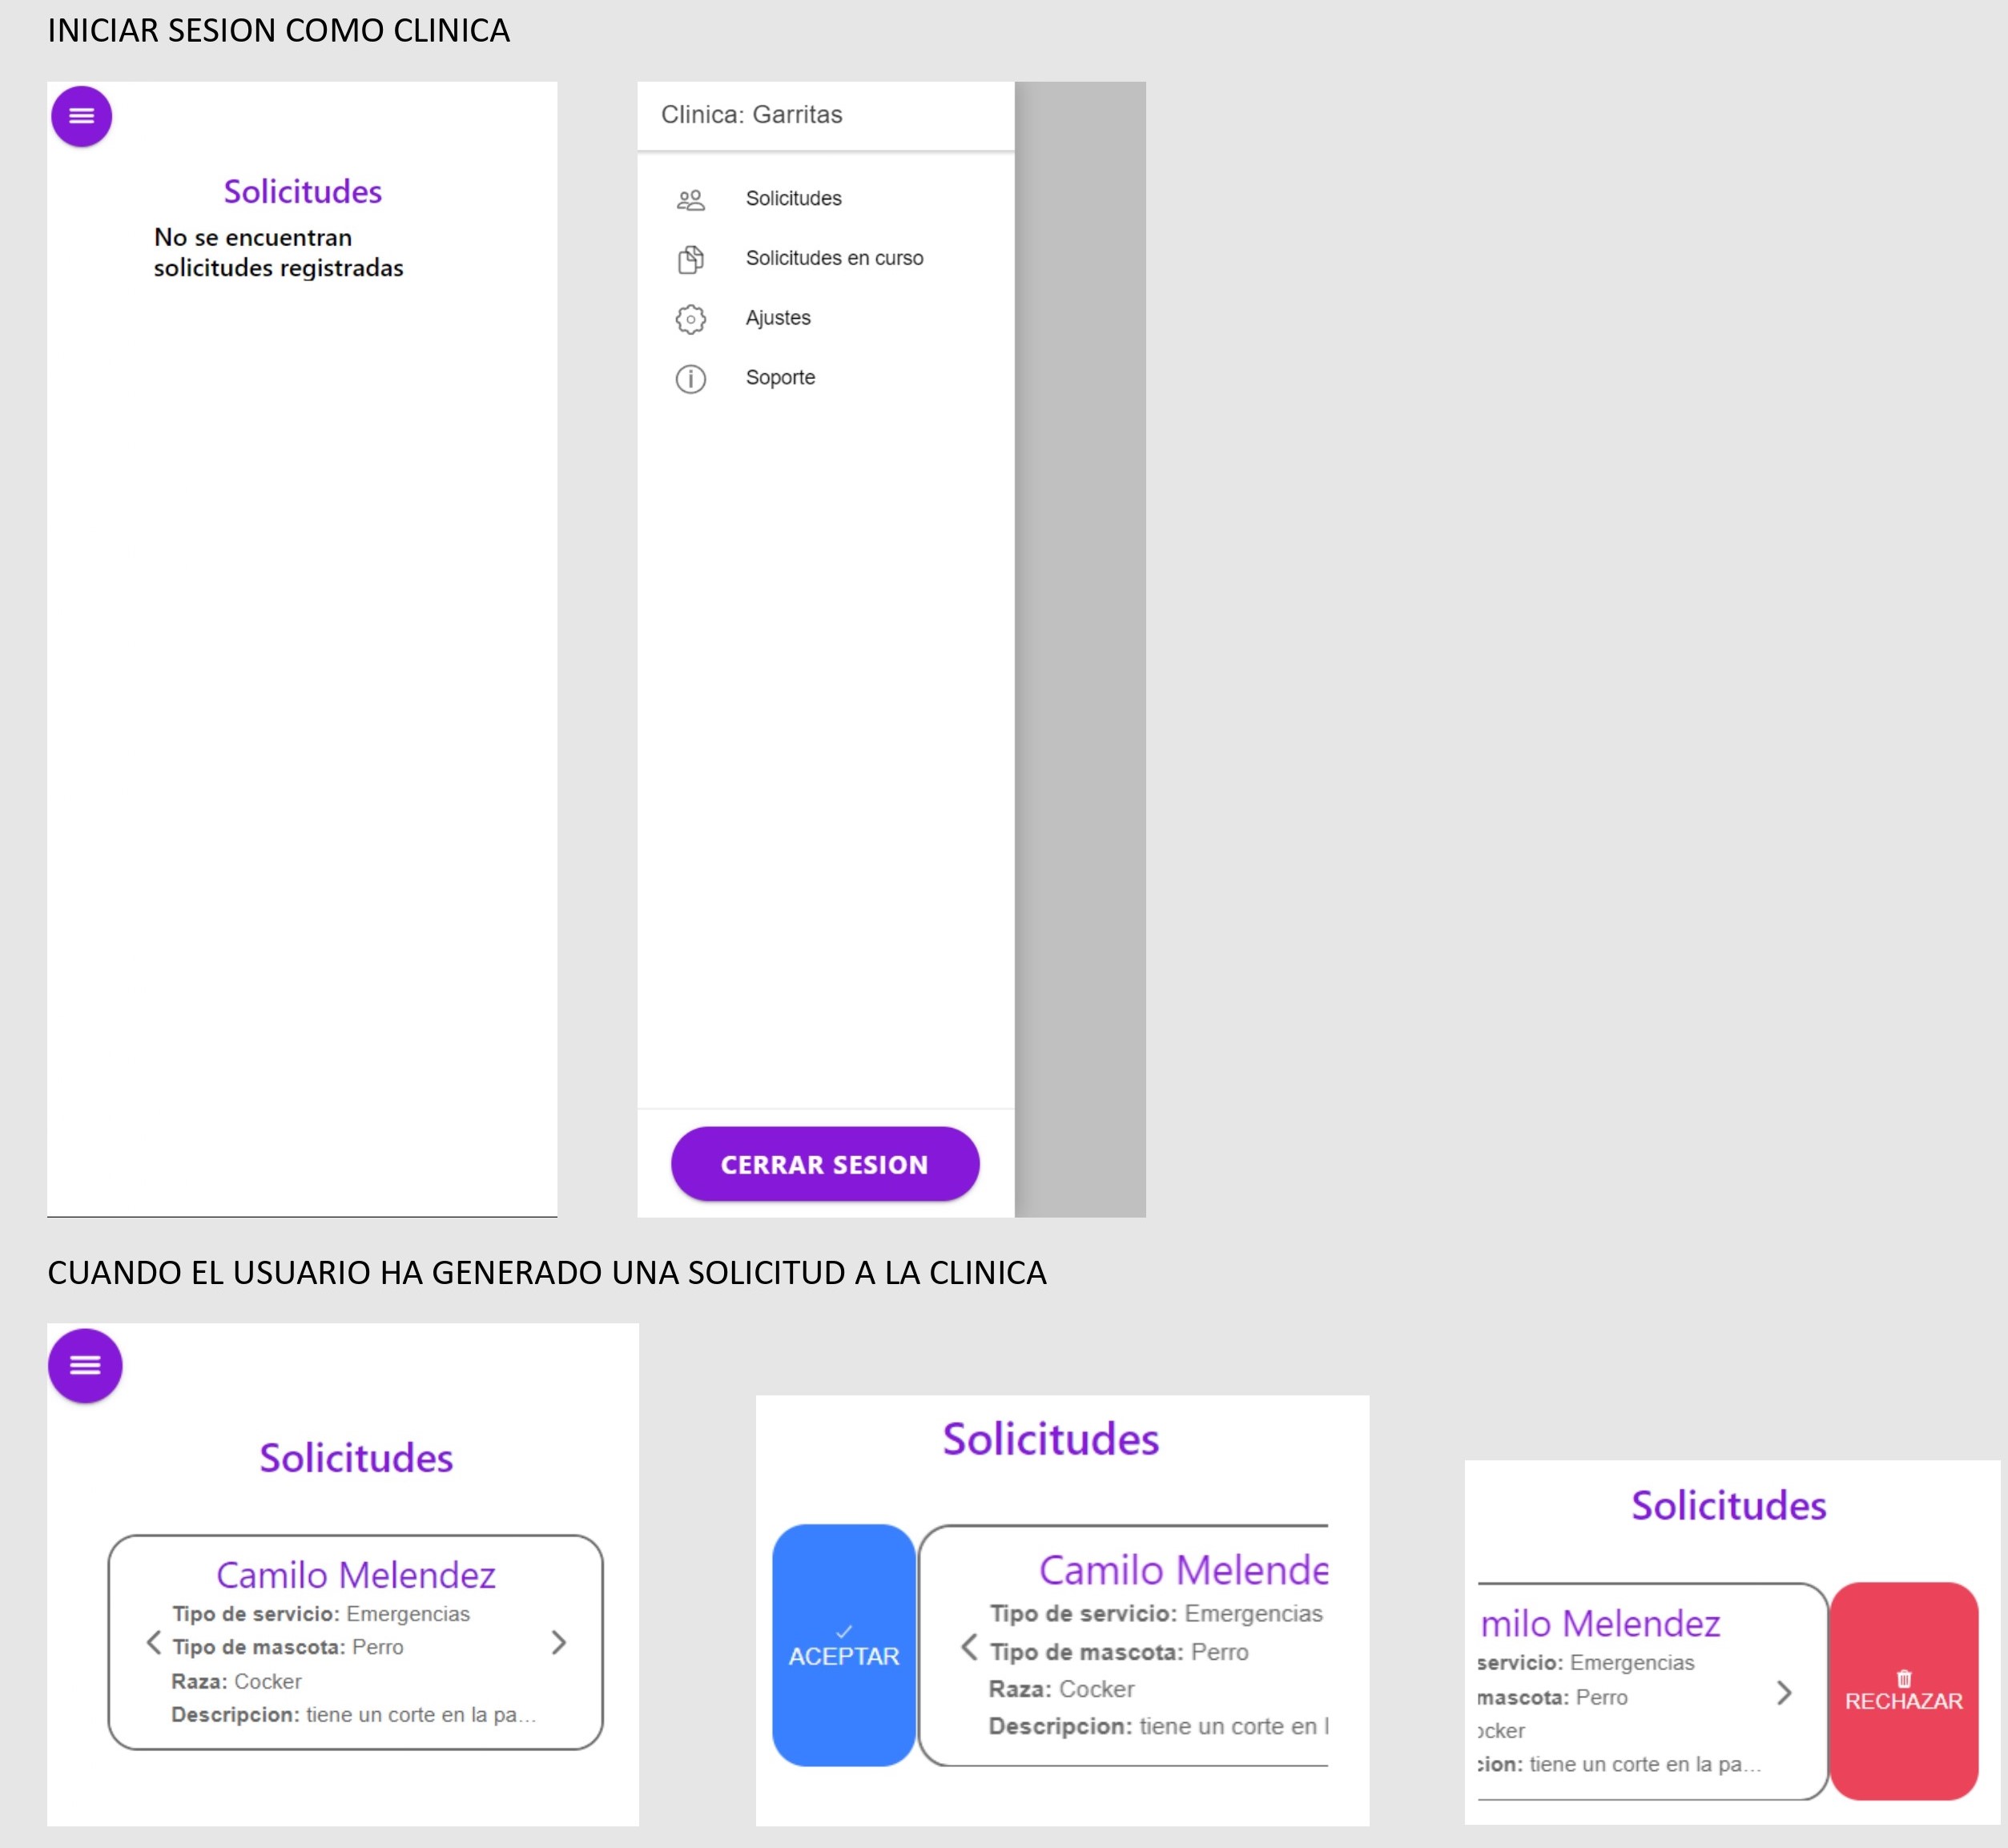 INICIAR SESION COMO CLINICA
Solicitudes
No se encuentran
solicitudes registradas
Clinica: Garritas
Solicitudes
Solicitudes en curso
Ajustes
Soporte
CERRAR SESION
CUANDO EL USUARIO HA GENERADO UNA SOLICITUD A LA CLINICA
Solicitudes
Camilo Melendez
Tipo de servicio: Emergencias
Tipo de mascota: Perro
Raza: Cocker
Descripcion: tiene un corte en la pa...
Solicitudes
ACEPTAR
Camilo Melende
Tipo de servicio: Emergencias
Tipo de mascota: Perro
Raza: Cocker
Descripcion: tiene un corte en l
Solicitudes
milo Melendez
servicio: Emergencias
mascota: Perro
ocker
cion: tiene un corte en la pa...
RECHAZAR